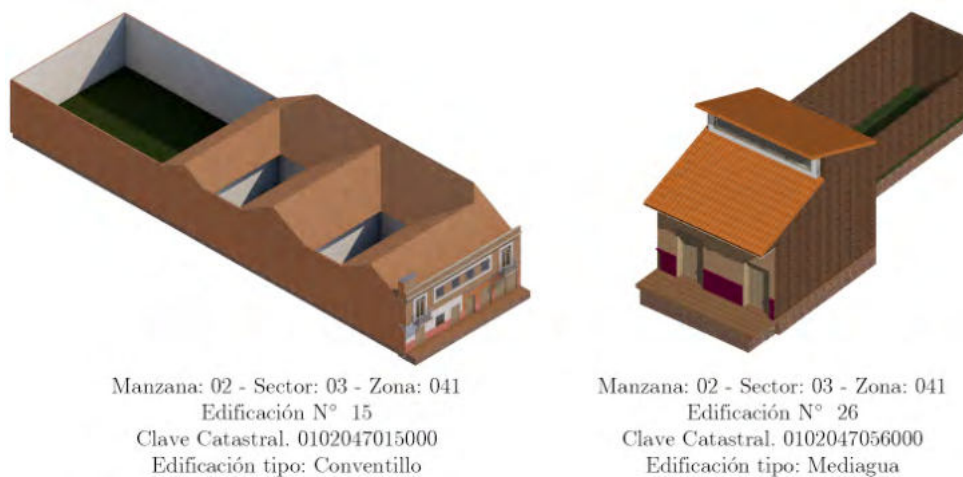 Manzana: 02 - Sector: 03 - Zona: 041
Edificación N° 15
Clave Catastral. 0102047015000
Edificación tipo: Conventillo
Manzana: 02 - Sector: 03 - Zona: 041
Edificación N° 26
Clave Catastral. 0102047056000
Edificación tipo: Mediagua